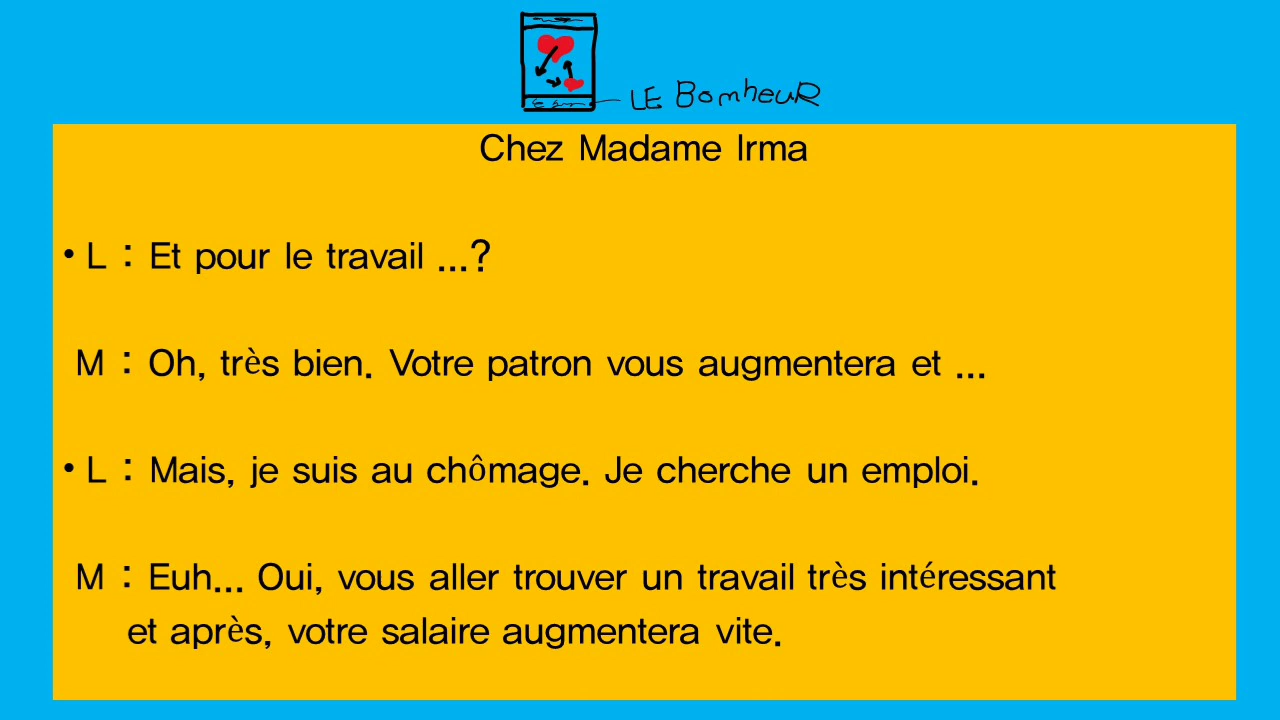 LE BomheuR
Chez Madame Irma
• L : Et pour le travail ...?
M : Oh, très bien. Votre patron vous augmentera et ...
• L : Mais, je suis au chômage. Je cherche un emploi.
M : Euh... Oui, vous aller trouver un travail très intéressant
et après, votre salaire augmentera vite.